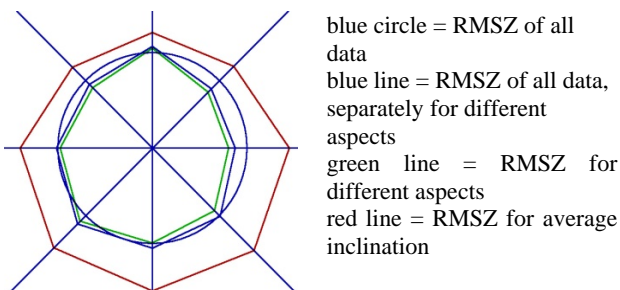 blue circle = RMSZ of all
data
blue line = RMSZ of all data,
separately for different
aspects
green line = RMSZ for
different aspects
red line = RMSZ for average
inclination